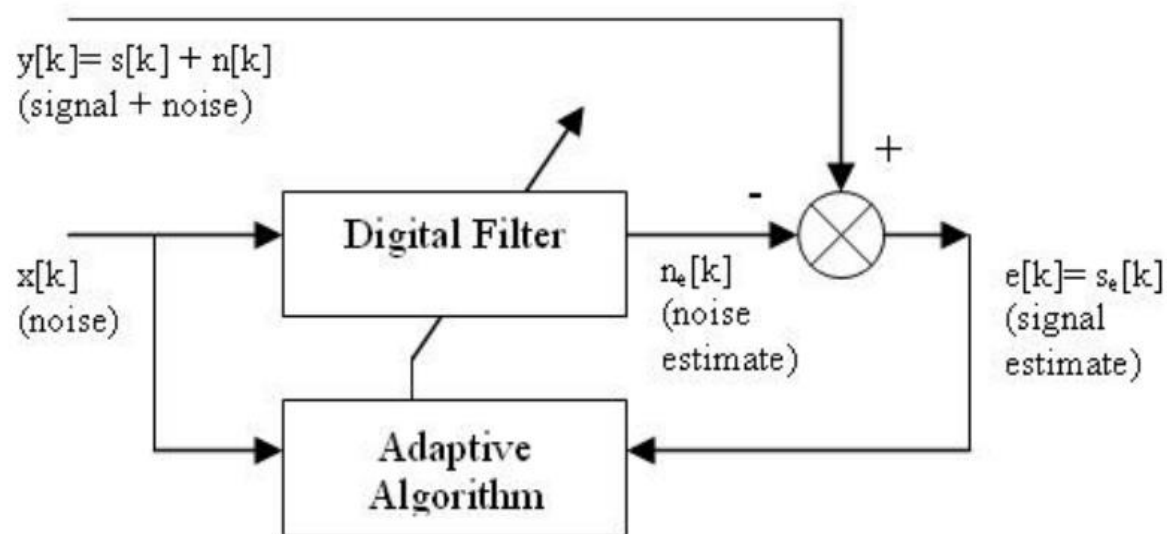 y[k]= s[k] + n[k]
(signal + noise)
+
-
Digital Filter
x[k]
(noise)
nₑ[k]
(noise
estimate)
e[k]= sₑ[k]
(signal
estimate)
Adaptive
Algorithm